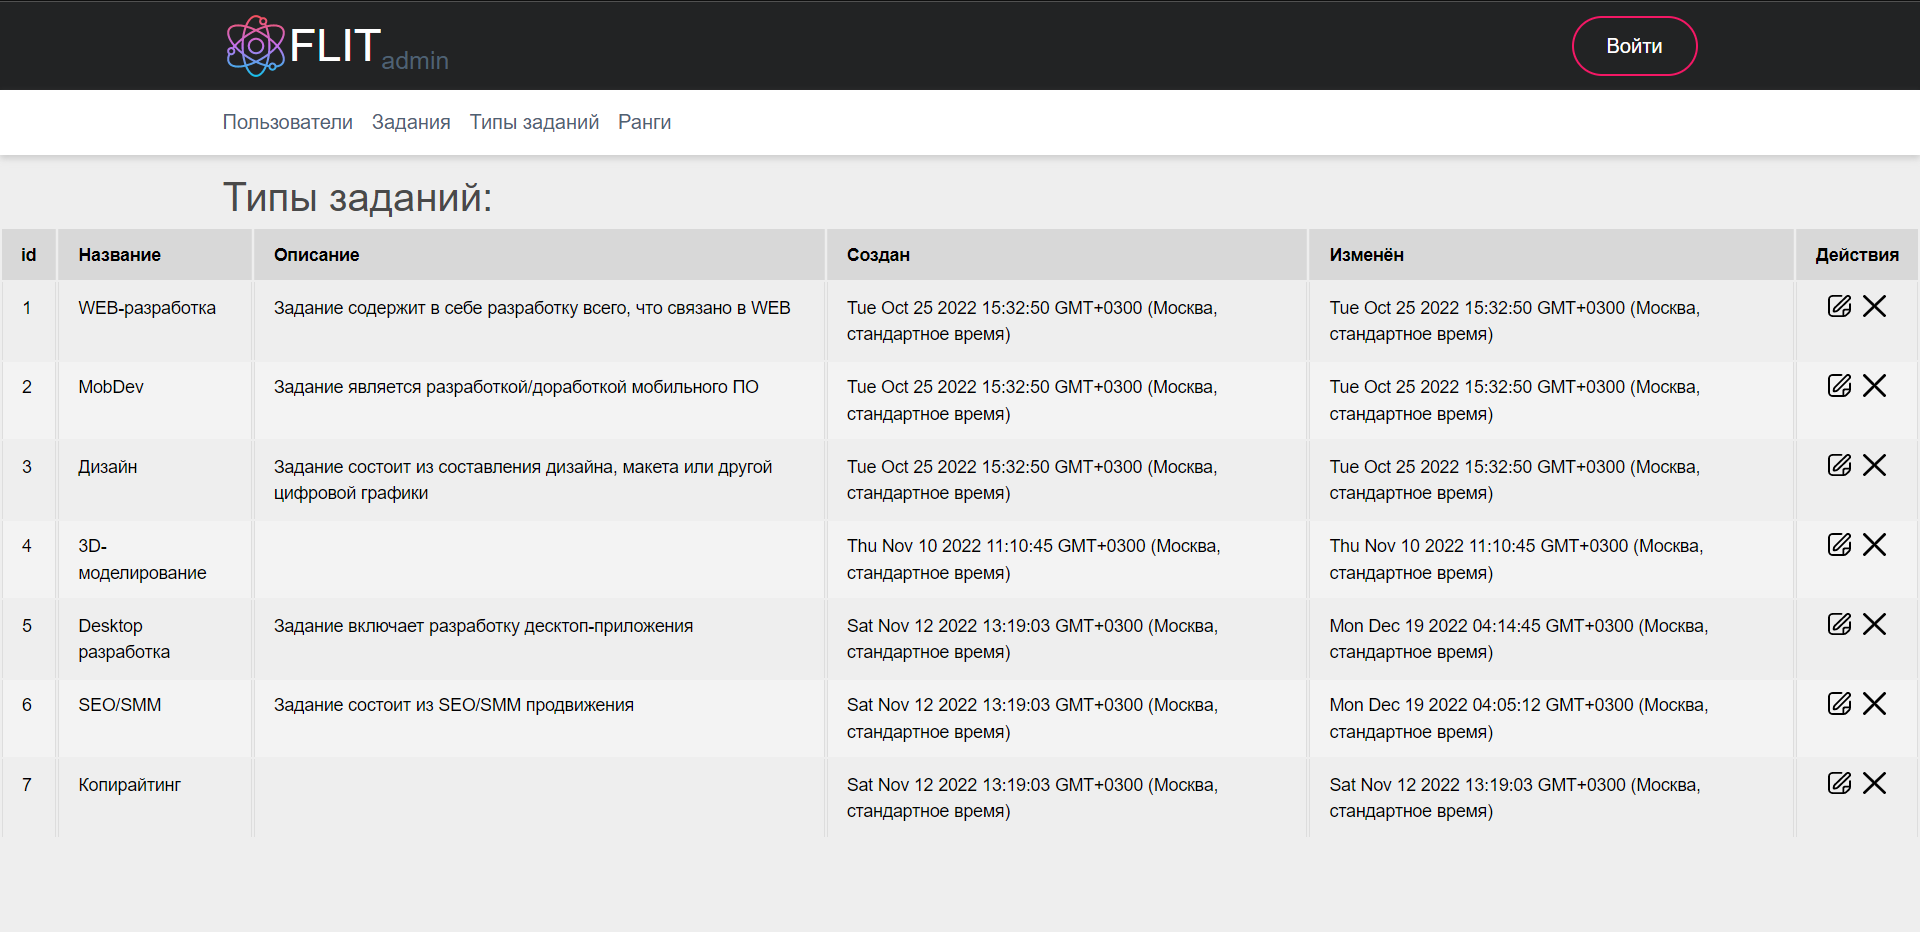 FLIT admin
Войти
Пользователи Задания Типы заданий Ранги
Типы заданий:
id Название Описание Создан Изменён Действия
1 WEB-разработка Задание содержит в себе разработку всего, что связано в WEB Tue Oct 25 2022 15:32:50 GMT+0300 (Москва, Tue Oct 25 2022 15:32:50 GMT+0300 (Москва,
стандартное время) стандартное время)
2 MobDev Задание является разработкой/доработкой мобильного ПО Tue Oct 25 2022 15:32:50 GMT+0300 (Москва, Tue Oct 25 2022 15:32:50 GMT+0300 (Москва,
стандартное время) стандартное время)
3 Дизайн Задание состоит из составления дизайна, макета или другой Tue Oct 25 2022 15:32:50 GMT+0300 (Москва, Tue Oct 25 2022 15:32:50 GMT+0300 (Москва,
цифровой графики стандартное время) стандартное время)
4 3D- Thu Nov 10 2022 11:10:45 GMT+0300 (Москва, Thu Nov 10 2022 11:10:45 GMT+0300 (Москва,
моделирование стандартное время) стандартное время)
5 Desktop Задание включает разработку десктоп-приложения Sat Nov 12 2022 13:19:03 GMT+0300 (Москва, Mon Dec 19 2022 04:14:45 GMT+0300 (Москва,
разработка стандартное время) стандартное время)
6 SEO/SMM Задание состоит из SEO/SMM продвижения Sat Nov 12 2022 13:19:03 GMT+0300 (Москва, Mon Dec 19 2022 04:05:12 GMT+0300 (Москва,
стандартное время) стандартное время)
7 Копирайтинг Sat Nov 12 2022 13:19:03 GMT+0300 (Москва, Sat Nov 12 2022 13:19:03 GMT+0300 (Москва,
стандартное время) стандартное время)